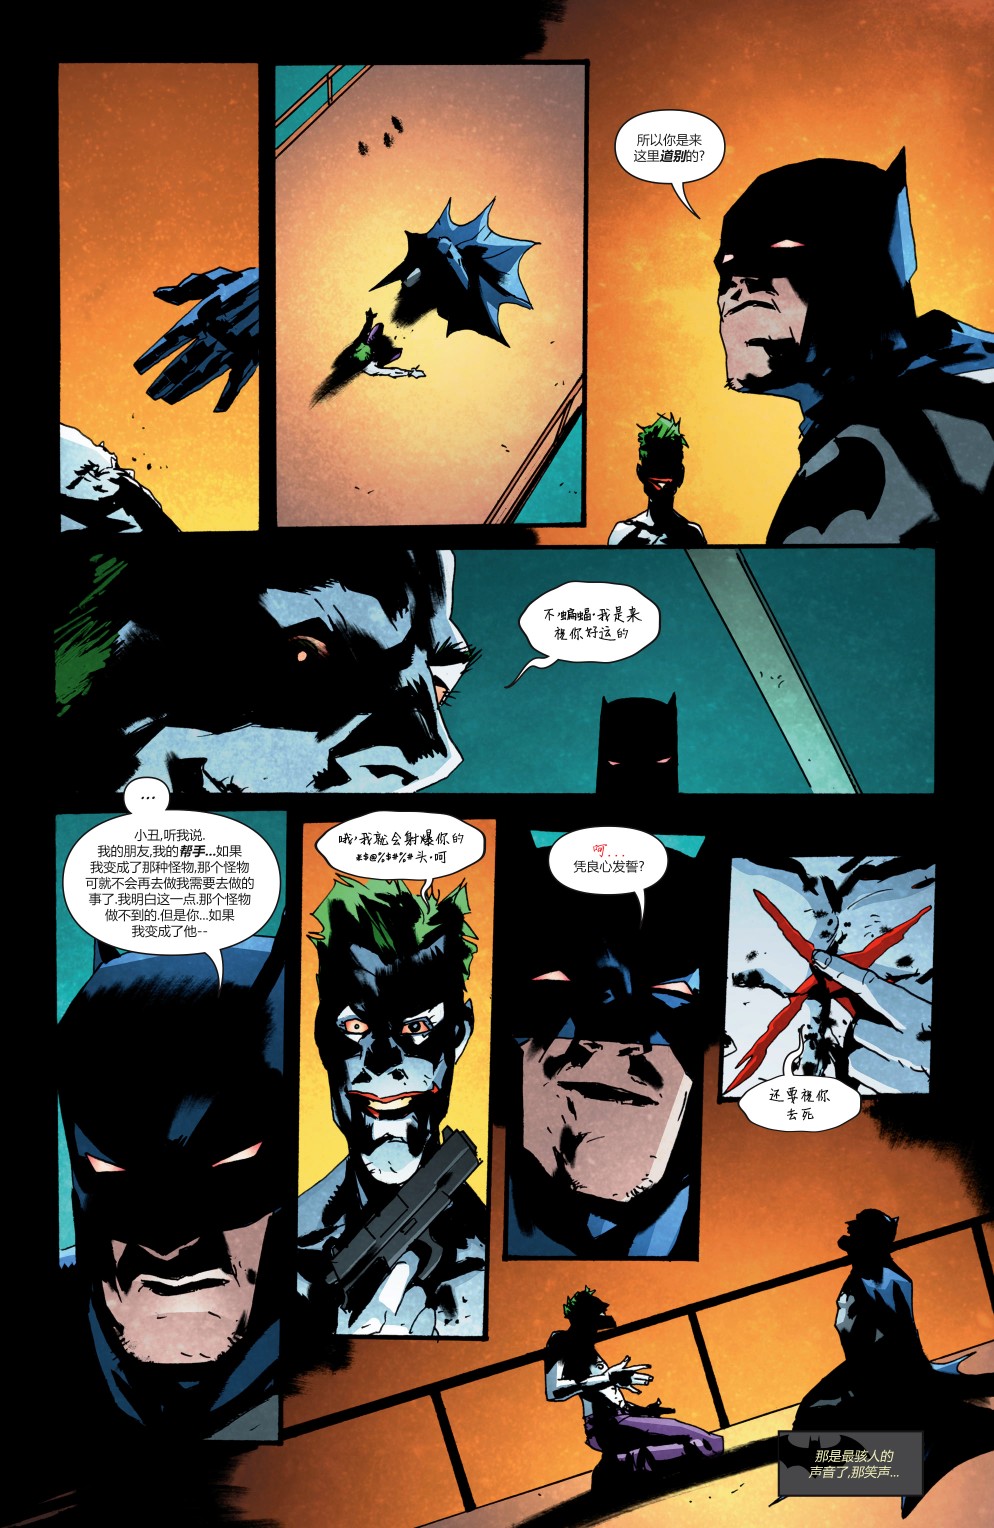 所以你是来
这里道别的?
不,蝙蝠.我是来
祝你好运的
...
小丑,听我说.
我的朋友,我的帮手...如果
我变成了那种怪物,那个怪物
可就不会再去做我需要去做的
事了.我明白这一点.那个怪物
做不到的.但是你...如果
我变成了他--
哦,我就会射爆你的
*$@%$#%#头.呵
呵...
凭良心发誓?
还要祝你
去死
那是最骇人的
声音了,那笑声...